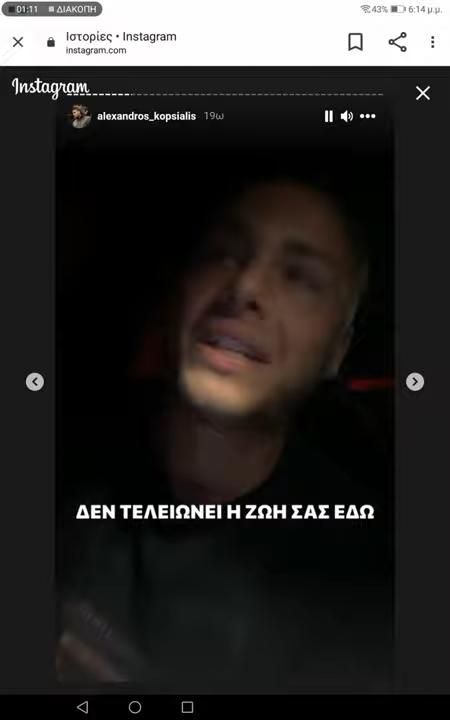 01:11 ΔΙΑΚΟΠΗ
43% 6:14 μ.μ.
Ιστορίες • Instagram
instagram.com
Instagram
alexandros_kopsialis 19ω
ΔΕΝ ΤΕΛΕΙΩΝΕΙ Η ΖΩΗ ΣΑΣ ΕΔΩ